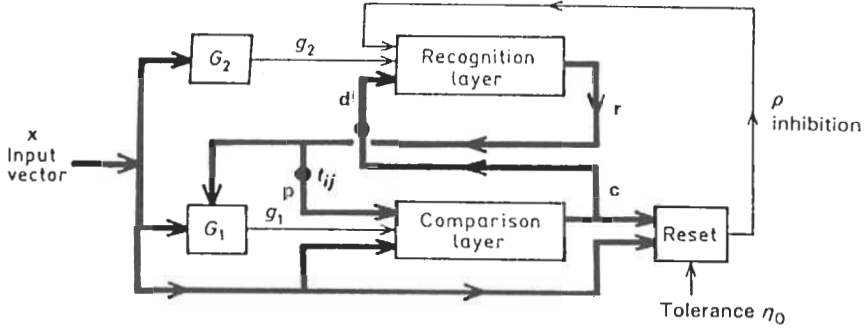 G2
g2
Recognition
layer
d
r
ρ
inhibition
x
Input
vector
p
tij
c
G1
g1
Comparison
layer
Reset
Tolerance η0